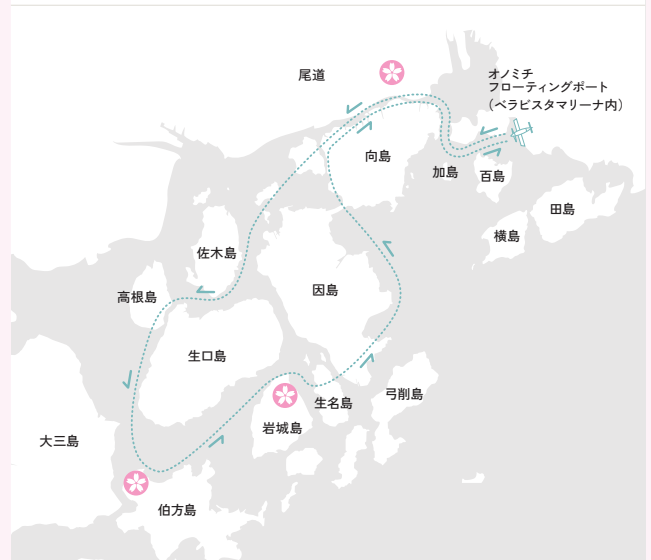 尾道
オノミチ
フローティングポート
（ベラビスタマリーナ内）
向島
加島
百島
田島
横島
佐木島
高根島
因島
生口島
弓削島
生名島
岩城島
大三島
伯方島